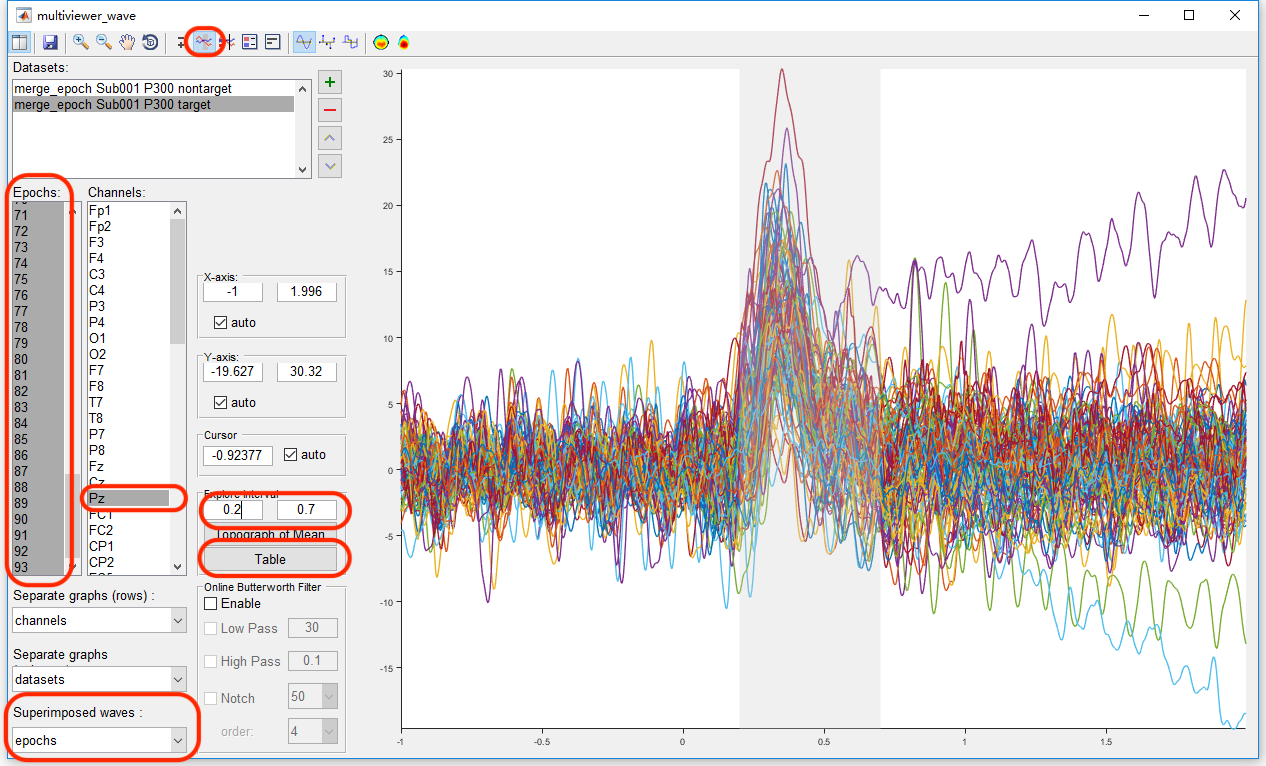 multiviewer_wave
Datasets:
merge_epoch Sub001 P300 nontarget
merge_epoch Sub001 P300 target
Epochs:
71
72
73
74
75
76
77
78
79
80
81
82
83
84
85
86
87
88
89
90
91
92
93
Channels:
Fp1
Fp2
F3
F4
C3
C4
P3
P4
O1
O2
F7
F8
T7
T8
P7
P8
Fz
Cz
Pz
FC1
FC2
CP1
CP2
X-axis:
-1 1.996
auto
Y-axis:
-19.627 30.32
auto
Cursor
-0.92377 auto
Explore Interval
0.2 0.7
Topograph of Mean
Table
Online Butterworth Filter
Enable
Low Pass 30
High Pass 0.1
Notch 50
order: 4
Separate graphs (rows) :
channels
Separate graphs
datasets
Superimposed waves :
epochs
30
25
20
15
10
5
0
-5
-10
-15
-1 -0.5 0 0.5 1 1.5